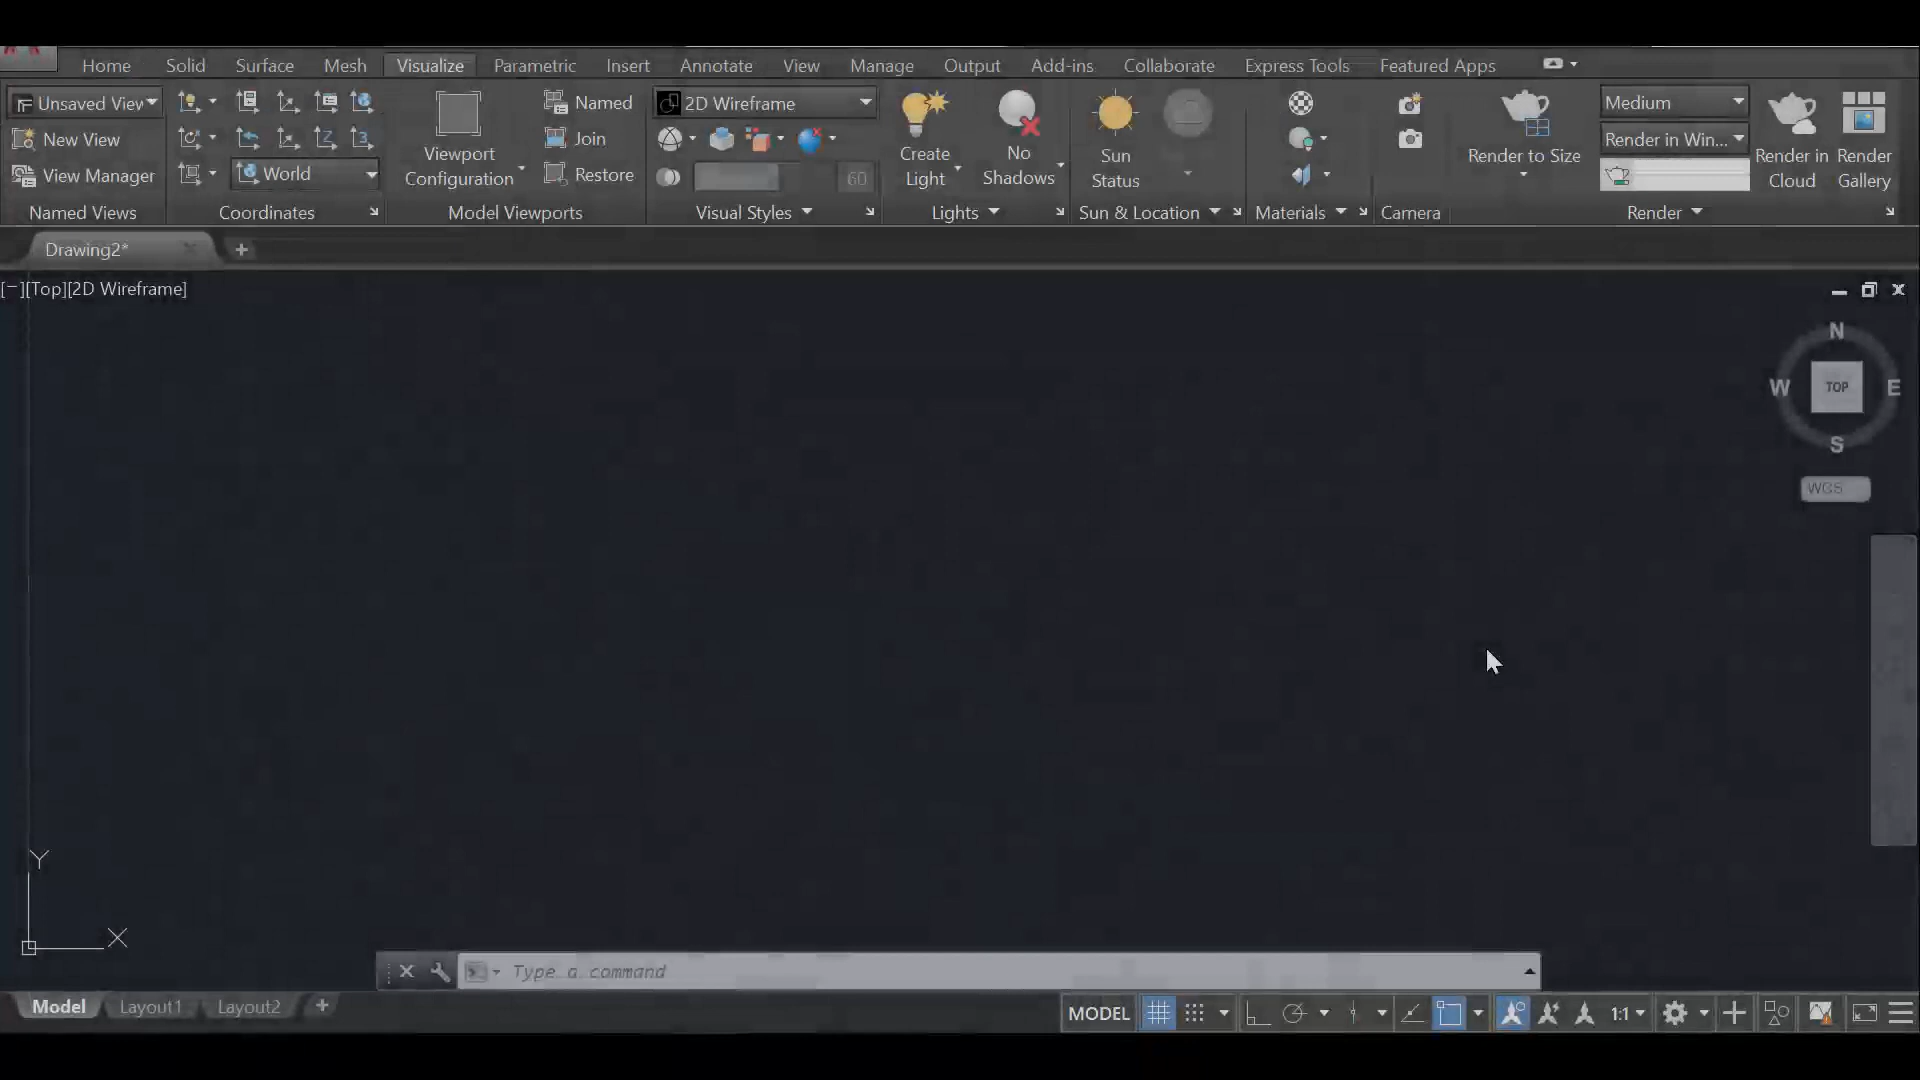 Home Solid Surface Mesh Visualize Parametric Insert Annotate View Manage Output Add-ins Collaborate Express Tools Featured Apps
Unsaved View
New View
View Manager
Named Views
World
Coordinates
Viewport
Configuration
Named
Join
Restore
Model Viewports
2D Wireframe
60
Visual Styles
Create
Light
No
Shadows
Lights
Sun
Status
Sun & Location
Materials
Camera
Render to Size
Medium
Render in Win...
Render in
Cloud
Render
Gallery
Render
Drawing2*
[−][Top][2D Wireframe]
N
W TOP E
S
WCS
Y
X
Type a command
Model Layout1 Layout2
MODEL 1:1